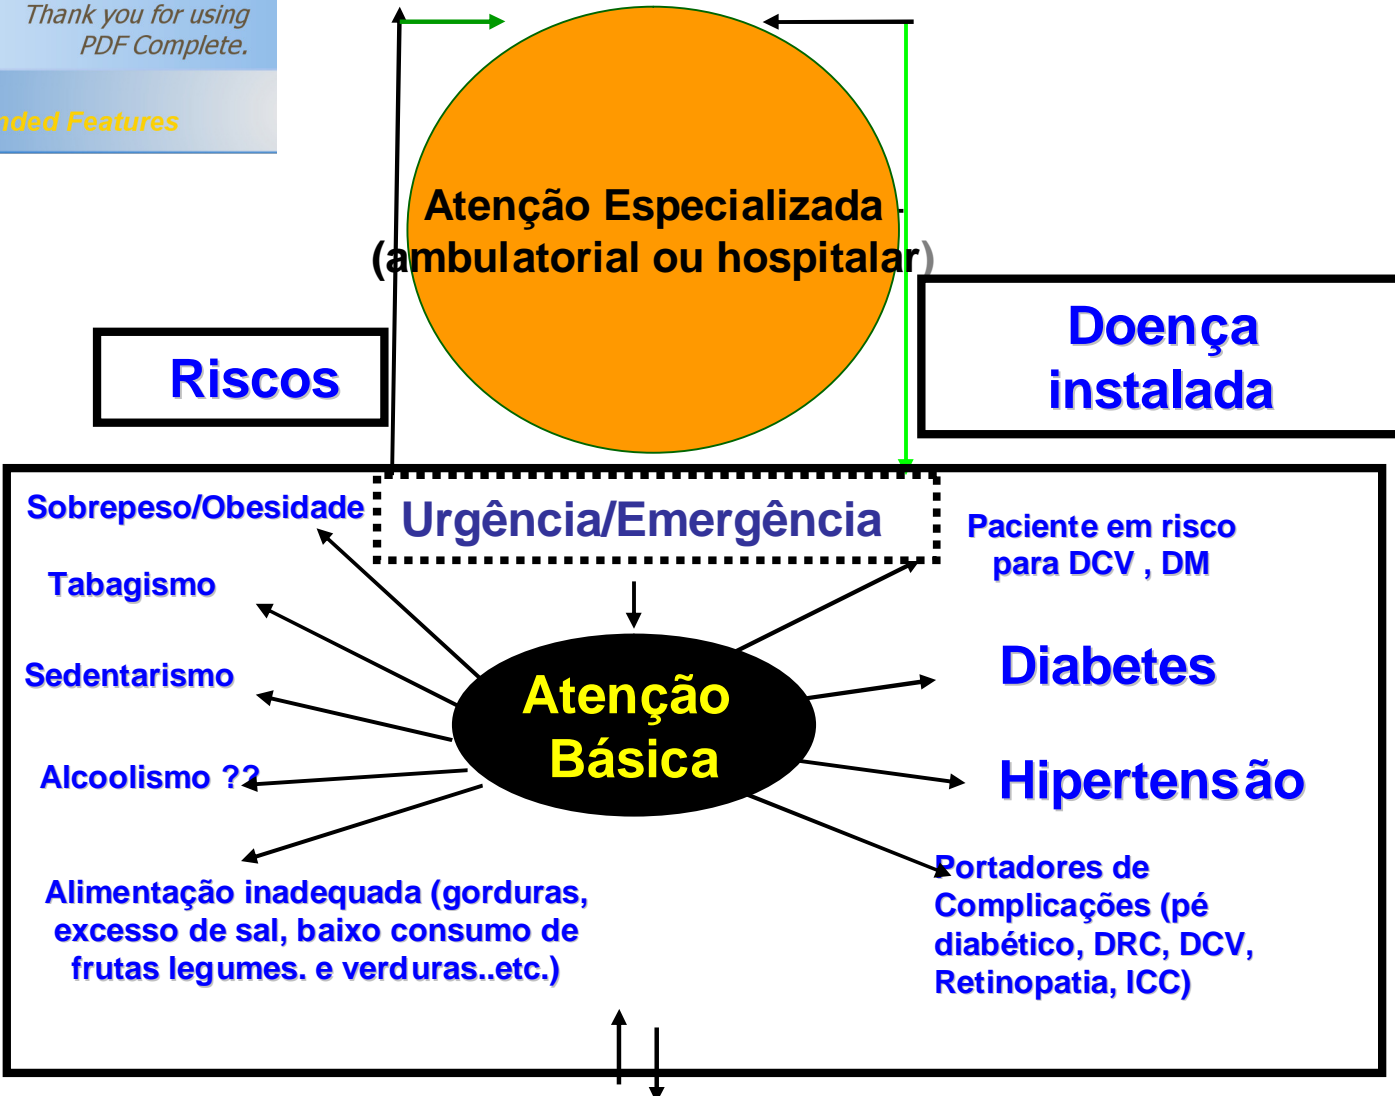 Thank you for using
PDF Complete.
nded Features
Atenção Especializada
(ambulatorial ou hospitalar)
Riscos
Doença
instalada
Urgência/Emergência
Sobrepeso/Obesidade
Tabagismo
Sedentarismo
Alcoolismo ??
Alimentação inadequada (gorduras,
excesso de sal, baixo consumo de
frutas legumes. e verduras..etc.)
Atenção
Básica
Paciente em risco
para DCV , DM
Diabetes
Hipertensão
Portadores de
Complicações (pé
diabético, DRC, DCV,
Retinopatia, ICC)